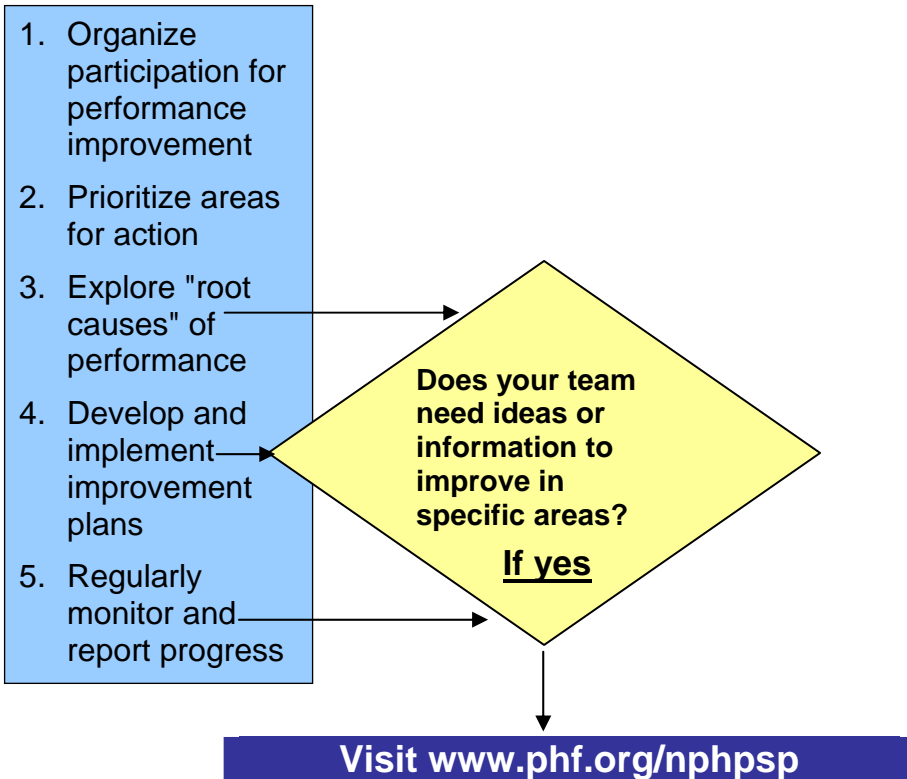 1. Organize
participation for
performance
improvement
2. Prioritize areas
for action
3. Explore "root
causes" of
performance
4. Develop and
implement
improvement
plans
5. Regularly
monitor and
report progress
Does your team
need ideas or
information to
improve in
specific areas?
If yes
Visit www.phf.org/nphpsp